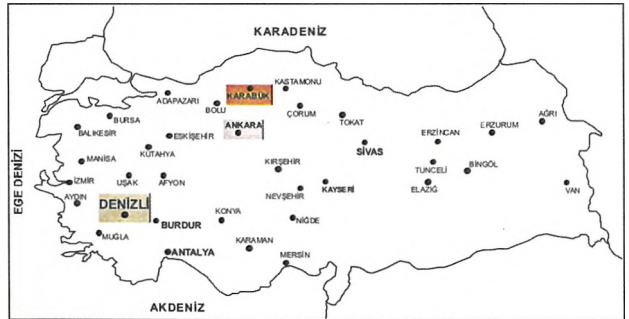 KARADENİZ
KASTAMONU
KARABÜK
ADAPAZARI
BOLU
ÇORUM
BURSA
BALIKESİR
ESKİŞEHİR
ANKARA
TOKAT
AĞRI
ERZURUM
ERZİNCAN
KÜTAHYA
SİVAS
MANİSA
KIRŞEHİR
TUNCELİ
BİNGÖL
ELAZIĞ
EGE DENİZİ
İZMİR
UŞAK
AFYON
NEVŞEHİR
KAYSERİ
VAN
AYDIN
DENİZLİ
BURDUR
KONYA
NİĞDE
MUĞLA
ANTALYA
KARAMAN
MERSİN
AKDENİZ